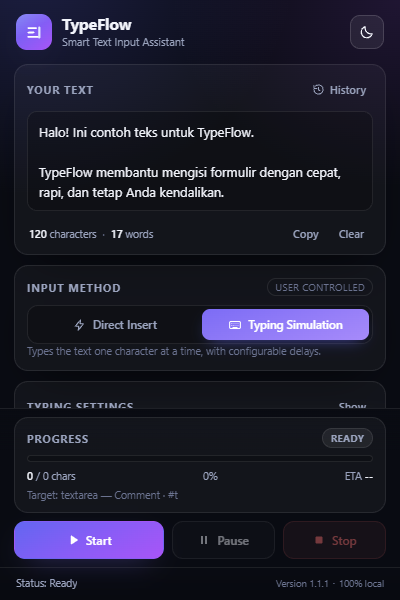 TypeFlow
Smart Text Input Assistant
YOUR TEXT
History
Halo! Ini contoh teks untuk TypeFlow.
TypeFlow membantu mengisi formulir dengan cepat,
rapi, dan tetap Anda kendalikan.
120 characters · 17 words
Copy
Clear
INPUT METHOD
USER CONTROLLED
Direct Insert
Typing Simulation
Types the text one character at a time, with configurable delays.
TYPING SETTINGS
Show
PROGRESS
READY
0 / 0 chars
0%
ETA --
Target: textarea — Comment · #t
Start
Pause
Stop
Status: Ready
Version 1.1.1 · 100% local